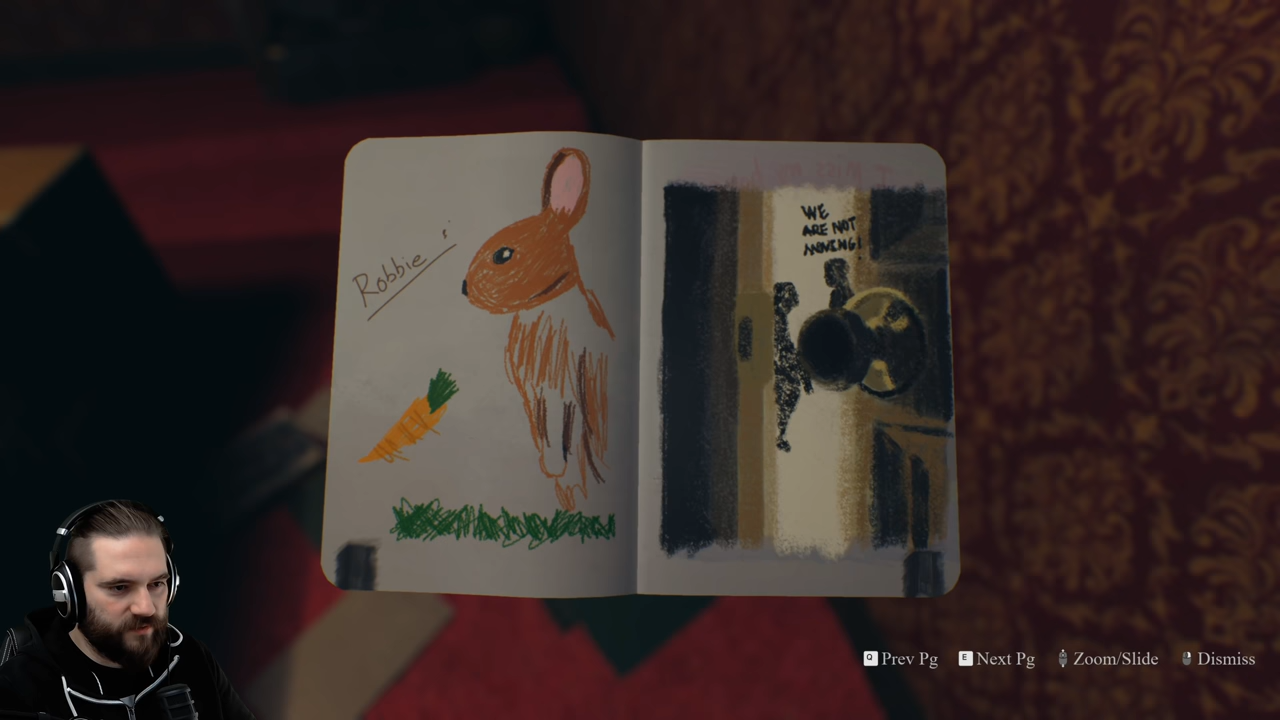 Robbie
WE
ARE NOT
MOVING!
Q Prev Pg
E Next Pg
Zoom/Slide
Dismiss